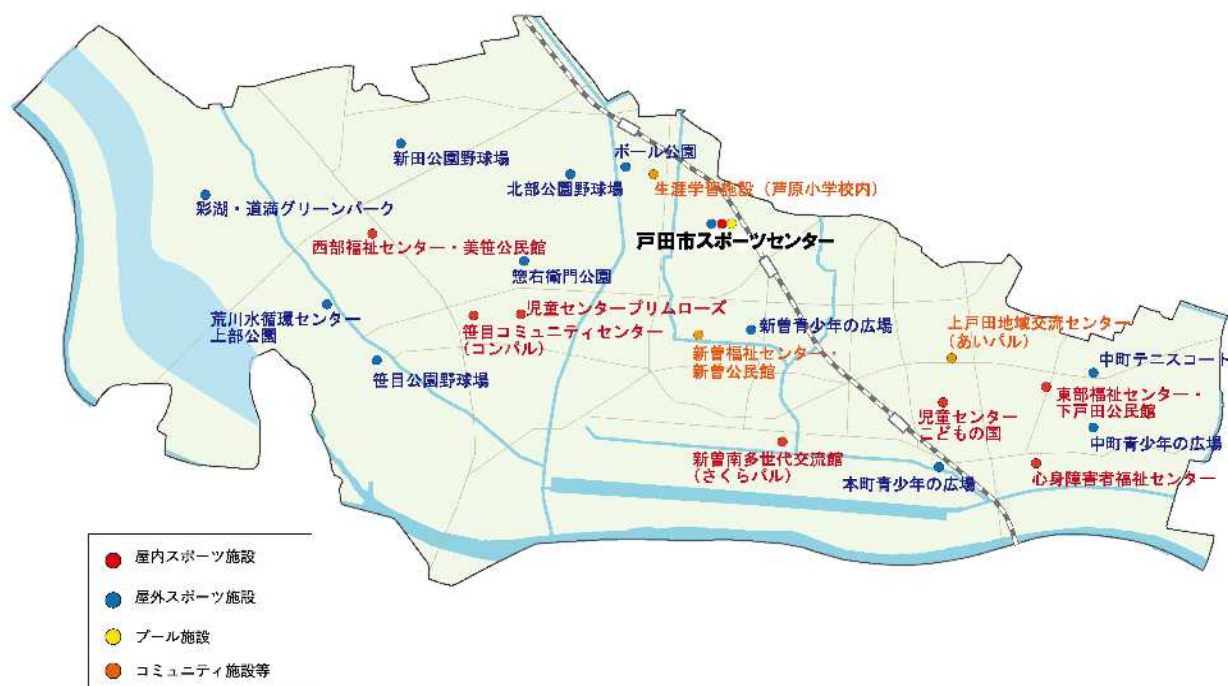 ボール公園
新田公園野球場
北部公園野球場
生涯学習施設（芦原小学校内）
彩湖・道満グリーンパーク
戸田市スポーツセンター
西部福祉センター・美笹公民館
惣右衛門公園
児童センタープリムローズ
荒川水循環センター
上部公園
笹目コミュニティセンター
（コンパル）
新曽青少年の広場
上戸田地域交流センター
（あいパル）
新曽福祉センター
新曽公民館
中町テニスコート
笹目公園野球場
東部福祉センター・
下戸田公民館
児童センター
こどもの国
中町青少年の広場
新曽南多世代交流館
（さくらパル）
本町青少年の広場
心身障害者福祉センター
屋内スポーツ施設
屋外スポーツ施設
プール施設
コミュニティ施設等